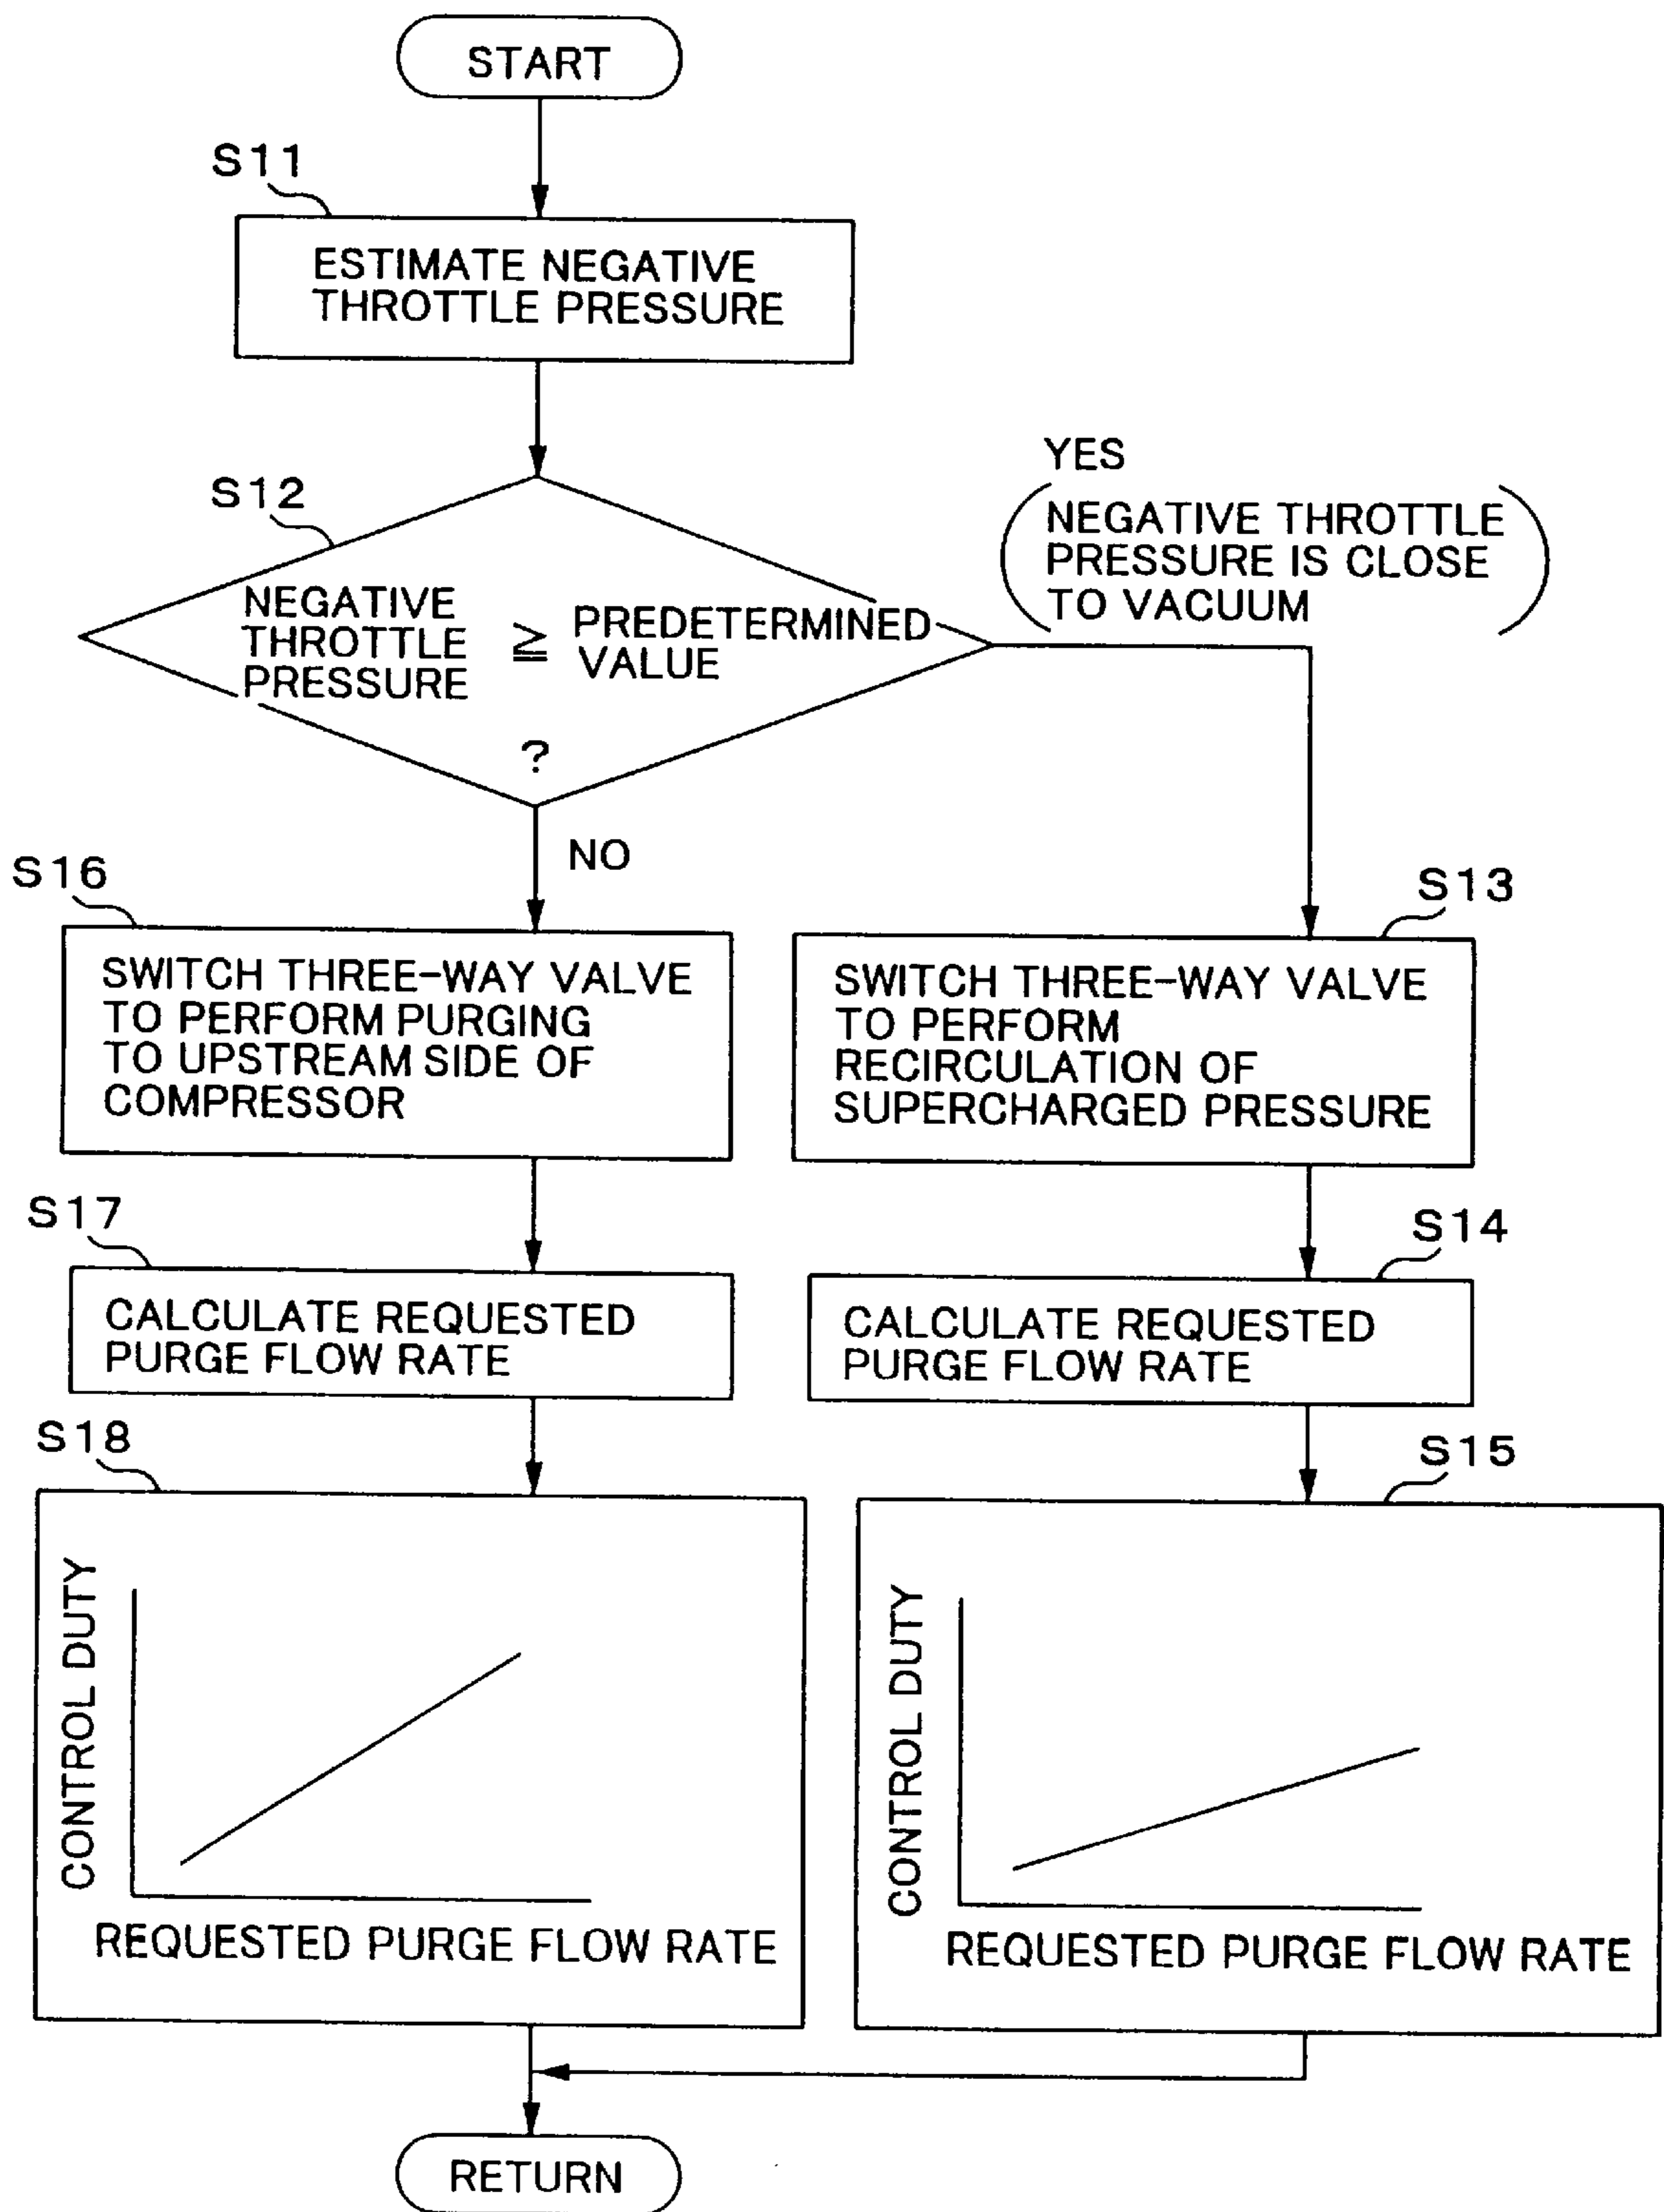 START
S11
ESTIMATE NEGATIVE
THROTTLE PRESSURE
S12
NEGATIVE
THROTTLE
PRESSURE
≧
PREDETERMINED
VALUE
?
YES
NEGATIVE THROTTLE
PRESSURE IS CLOSE
TO VACUUM
NO
S16
SWITCH THREE-WAY VALVE
TO PERFORM PURGING
TO UPSTREAM SIDE OF
COMPRESSOR
S13
SWITCH THREE-WAY VALVE
TO PERFORM
RECIRCULATION OF
SUPERCHARGED PRESSURE
S17
CALCULATE REQUESTED
PURGE FLOW RATE
S14
CALCULATE REQUESTED
PURGE FLOW RATE
S18
CONTROL DUTY
REQUESTED PURGE FLOW RATE
S15
CONTROL DUTY
REQUESTED PURGE FLOW RATE
RETURN